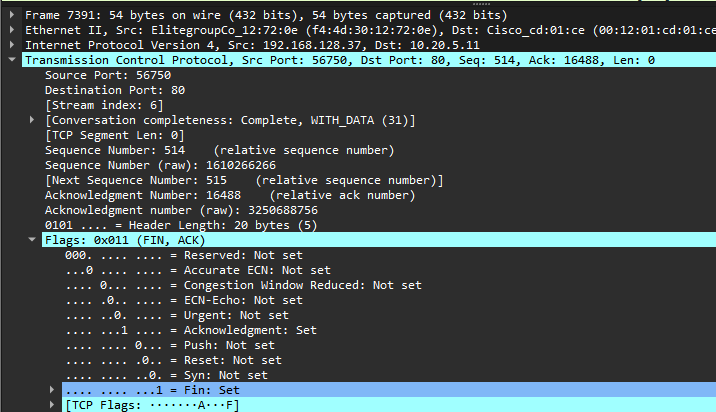 Frame 7391: 54 bytes on wire (432 bits), 54 bytes captured (432 bits)
Ethernet II, Src: ElitegroupCo_12:72:0e (f4:4d:30:12:72:0e), Dst: Cisco_cd:01:ce (00:12:01:cd:01:ce
Internet Protocol Version 4, Src: 192.168.128.37, Dst: 10.20.5.11
Transmission Control Protocol, Src Port: 56750, Dst Port: 80, Seq: 514, Ack: 16488, Len: 0
Source Port: 56750
Destination Port: 80
[Stream index: 6]
[Conversation completeness: Complete, WITH_DATA (31)]
[TCP Segment Len: 0]
Sequence Number: 514    (relative sequence number)
Sequence Number (raw): 1610266266
[Next Sequence Number: 515    (relative sequence number)]
Acknowledgment Number: 16488    (relative ack number)
Acknowledgment number (raw): 3250688756
0101 .... = Header Length: 20 bytes (5)
Flags: 0x011 (FIN, ACK)
000. .... .... = Reserved: Not set
...0 .... .... = Accurate ECN: Not set
.... 0... .... = Congestion Window Reduced: Not set
.... .0.. .... = ECN-Echo: Not set
.... ..0. .... = Urgent: Not set
.... ...1 .... = Acknowledgment: Set
.... .... 0... = Push: Not set
.... .... .0.. = Reset: Not set
.... .... ..0. = Syn: Not set
.... .... ...1 = Fin: Set
[TCP Flags: ·······A···F]